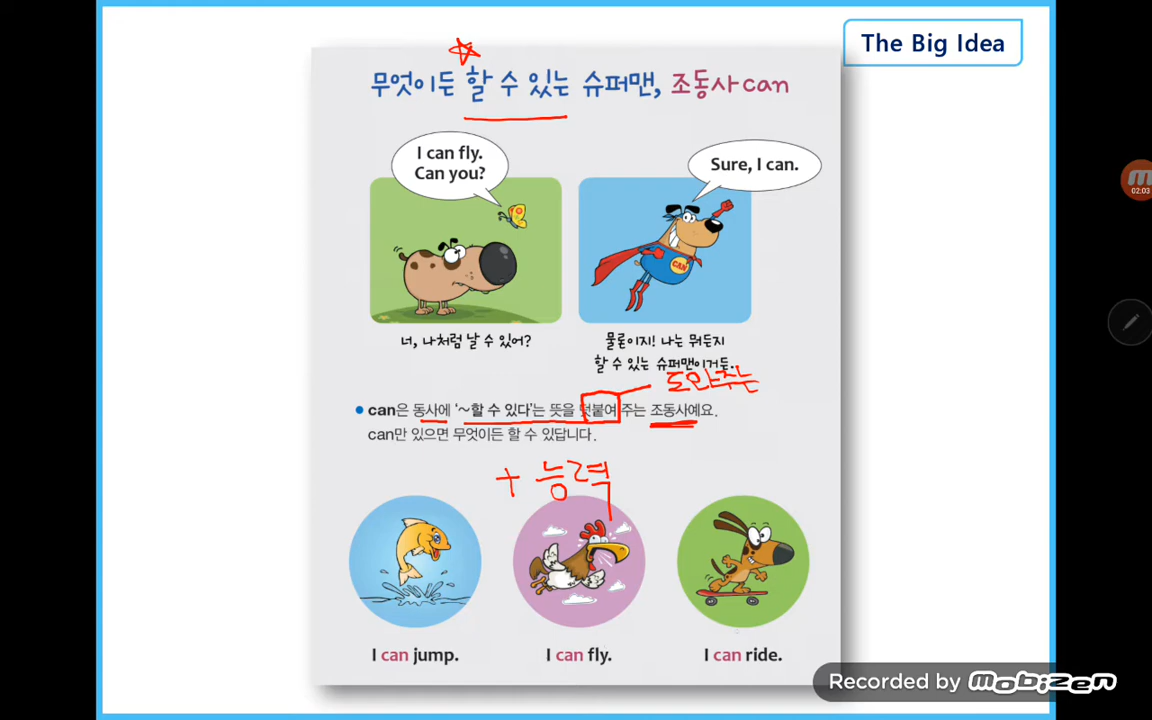 The Big Idea
무엇이든 할 수 있는 슈퍼맨, 조동사 can
I can fly.
Can you?
Sure, I can.
CAN
너, 나처럼 날 수 있어?
물론이지! 나는 뭐든지
할 수 있는 슈퍼맨이거든.
도와주는
can은 동사에 ‘~할 수 있다’는 뜻을 덧붙여 주는 조동사예요.
can만 있으면 무엇이든 할 수 있답니다.
+ 능력
I can jump.
I can fly.
I can ride.
02:03
Recorded by Mobizen